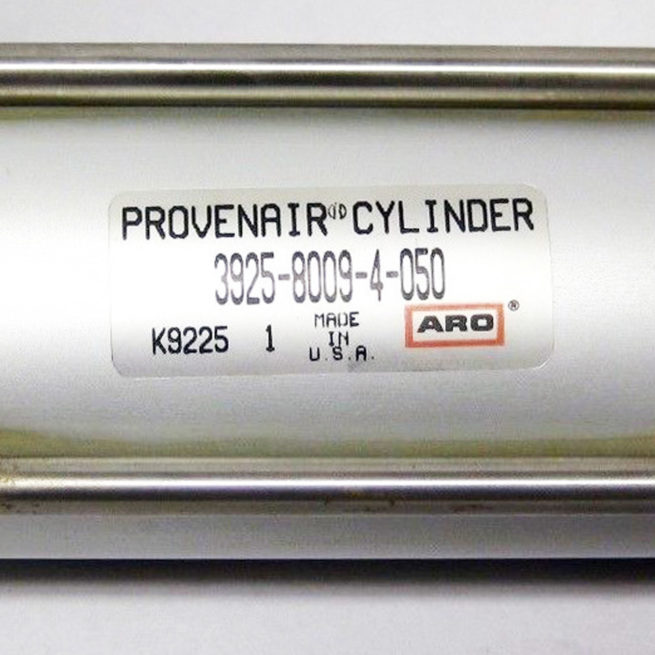 PROVENAIR® CYLINDER
3925-8009-4-050
K9225 1 MADE IN U.S.A. ARO®